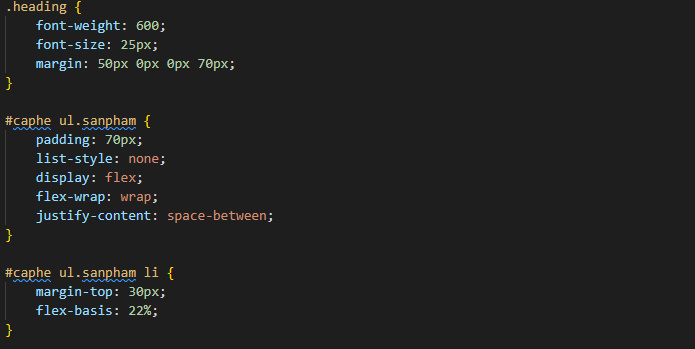 .heading {
    font-weight: 600;
    font-size: 25px;
    margin: 50px 0px 0px 70px;
}

#caphe ul.sanpham {
    padding: 70px;
    list-style: none;
    display: flex;
    flex-wrap: wrap;
    justify-content: space-between;
}

#caphe ul.sanpham li {
    margin-top: 30px;
    flex-basis: 22%;
}